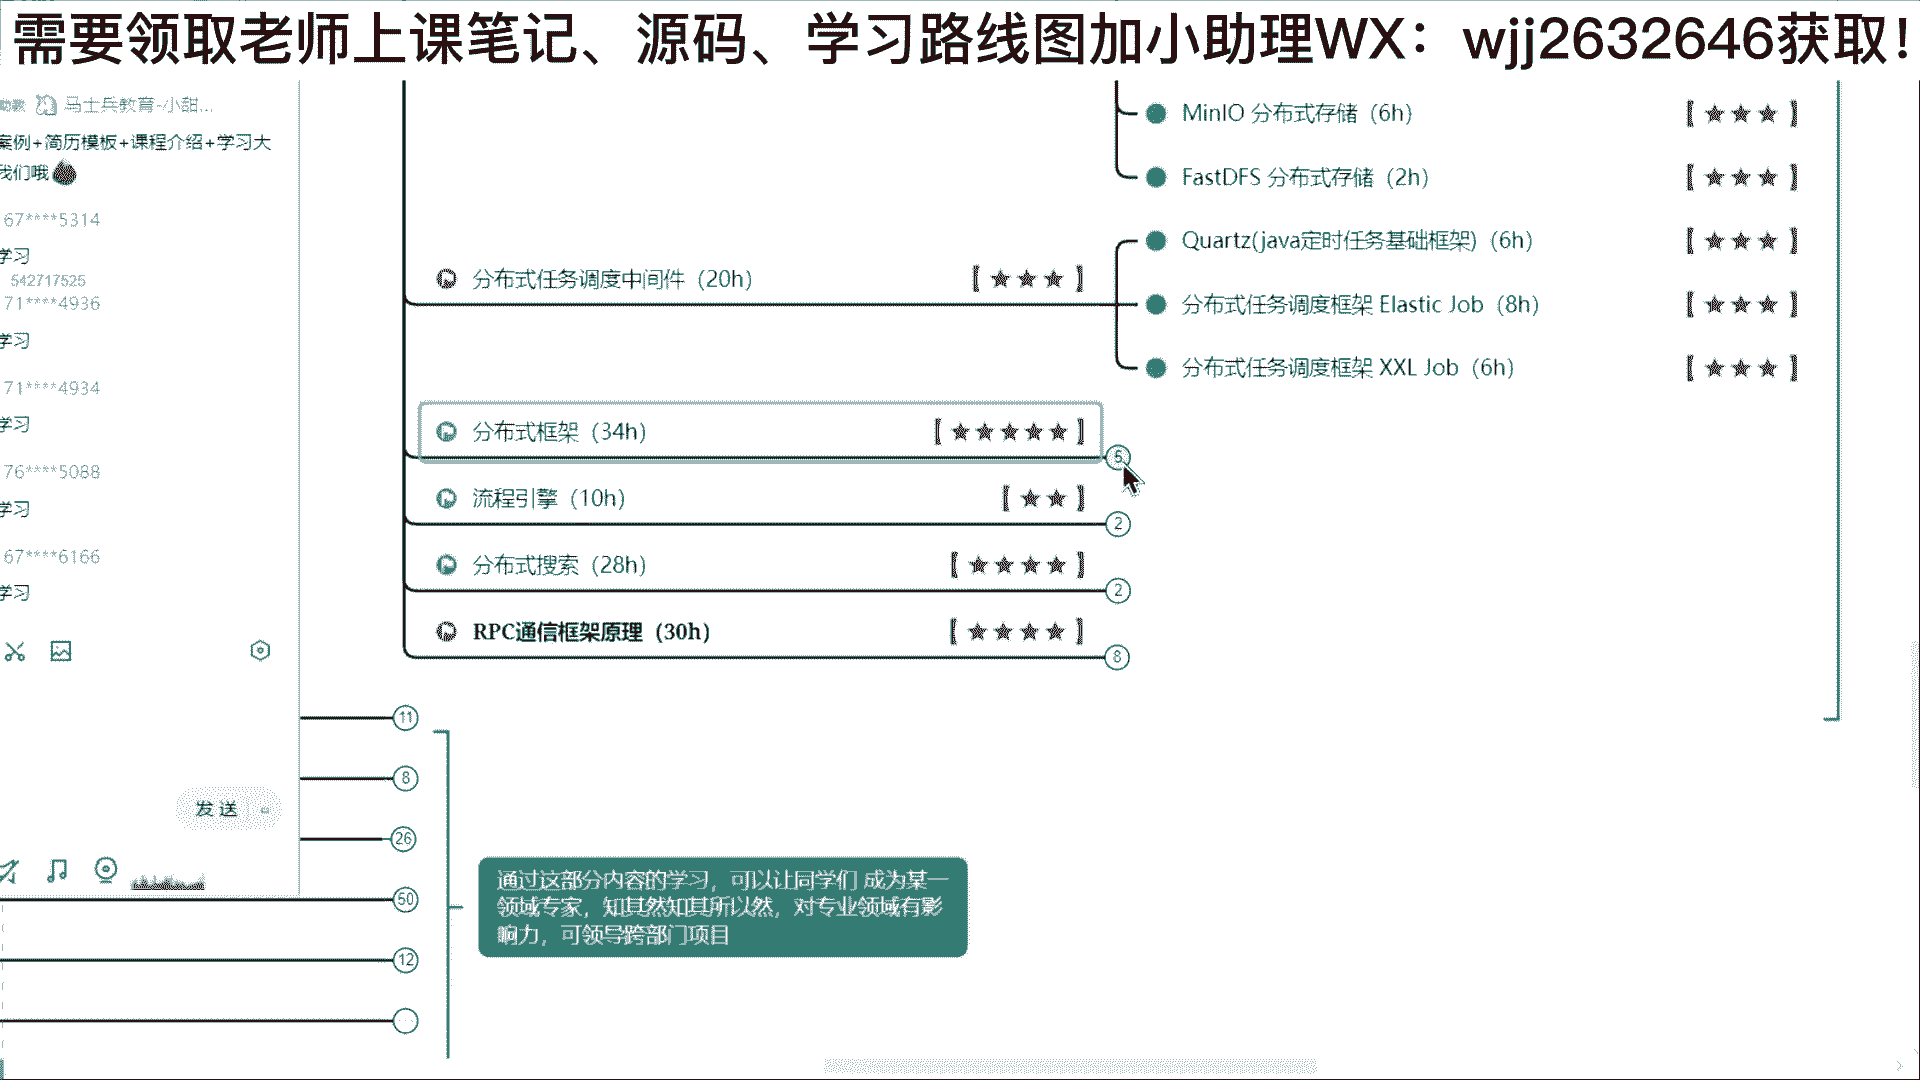 需要领取老师上课笔记、源码、学习路线图加小助理WX：wjj2632646获取！
马士兵教育-小甜...
案例+简历模板+课程介绍+学习大
我们哦
67****5314
学习
542717525
71****4936
学习
71****4934
学习
76****5088
学习
67****6166
学习
发送
MinIO 分布式存储（6h） 【★★★】
FastDFS 分布式存储（2h） 【★★★】
Quartz(java定时任务基础框架)（6h） 【★★★】
分布式任务调度中间件（20h） 【★★★】
分布式任务调度框架 Elastic Job（8h） 【★★★】
分布式任务调度框架 XXL Job（6h） 【★★★】
分布式框架（34h） 【★★★★★】
5
流程引擎（10h） 【★★】
2
分布式搜索（28h） 【★★★★】
2
RPC通信框架原理（30h） 【★★★★】
8
11
8
26
50
12
通过这部分内容的学习，可以让同学们 成为某一
领域专家，知其然知其所以然，对专业领域有影
响力，可领导跨部门项目